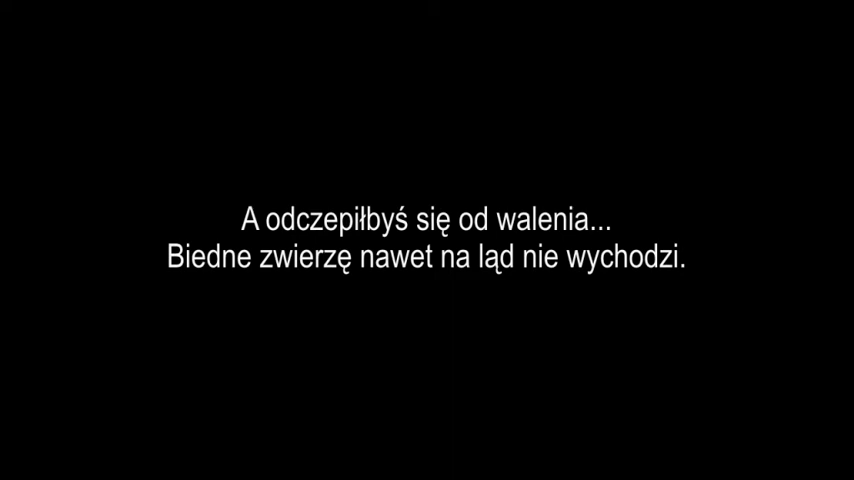 A odczepiłbyś się od walenia...
Biedne zwierzę nawet na ląd nie wychodzi.